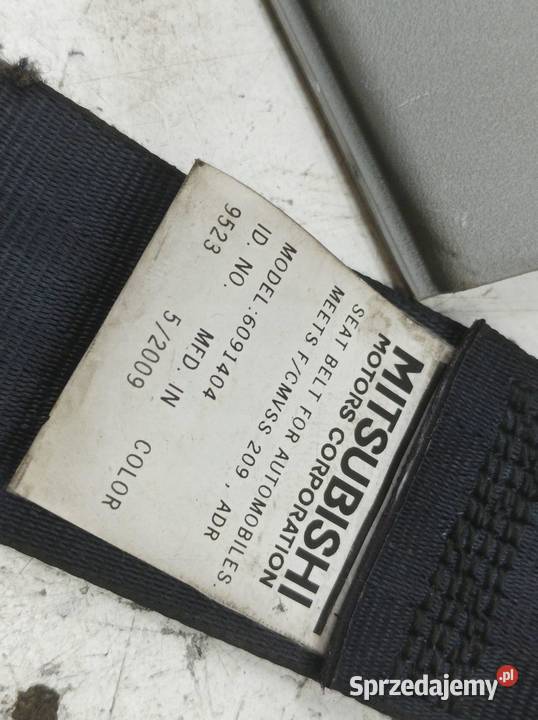 MITSUBISHI
MOTORS CORPORATION
SEAT BELT FOR AUTOMOBILES.
MEETS F/CMVSS 209, ADR
MODEL:6091404
ID. NO. MFD. IN COLOR
9523 5/2009
Sprzedajemy.pl